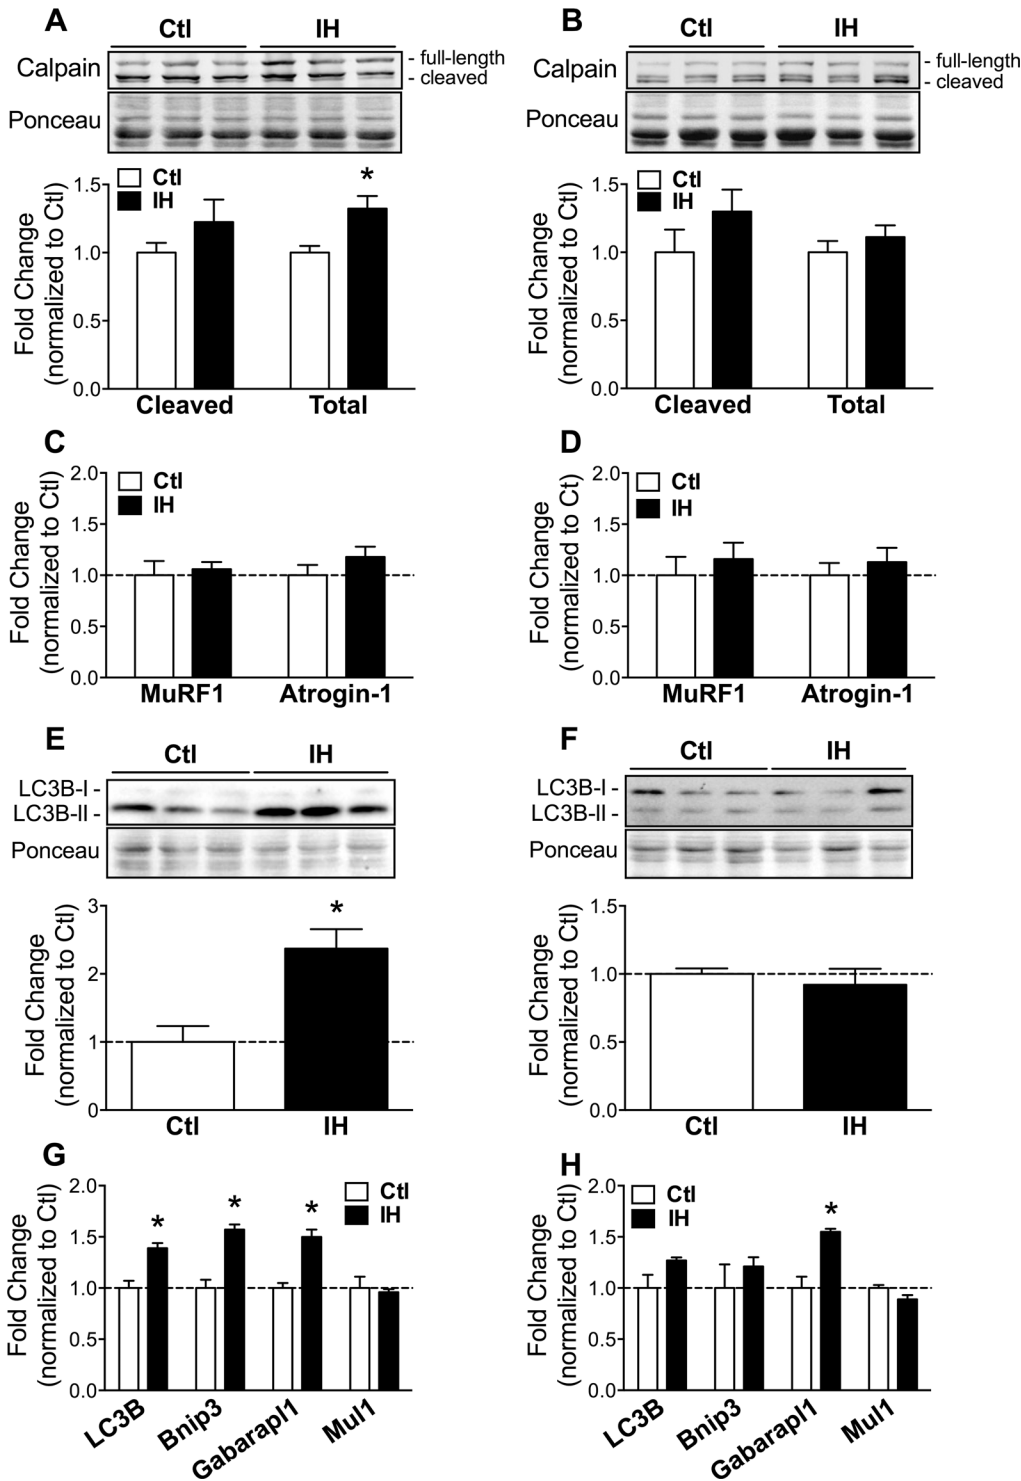 A
Ctl IH
Calpain
- full-length
- cleaved
Ponceau
Fold Change
(normalized to Ctl)
1.5
1.0
0.5
0.0
Ctl
IH
*
Cleaved Total
B
Ctl IH
Calpain
- full-length
- cleaved
Ponceau
Fold Change
(normalized to Ctl)
1.5
1.0
0.5
0.0
Ctl
IH
Cleaved Total
C
Fold Change
(normalized to Ctl)
2.0
1.5
1.0
0.5
0.0
Ctl
IH
MuRF1 Atrogin-1
D
Fold Change
(normalized to Ct)
2.0
1.5
1.0
0.5
0.0
Ctl
IH
MuRF1 Atrogin-1
E
Ctl IH
LC3B-I -
LC3B-II -
Ponceau
Fold Change
(normalized to Ctl)
3
2
1
0
*
Ctl IH
F
Ctl IH
LC3B-I -
LC3B-II -
Ponceau
Fold Change
(normalized to Ctl)
1.5
1.0
0.5
0.0
Ctl IH
G
Fold Change
(normalized to Ctl)
2.0
1.5
1.0
0.5
0.0
Ctl
IH
* * *
LC3B Bnip3 Gabarapl1 Mul1
H
Fold Change
(normalized to Ctl)
2.0
1.5
1.0
0.5
0.0
Ctl
IH
*
LC3B Bnip3 Gabarapl1 Mul1